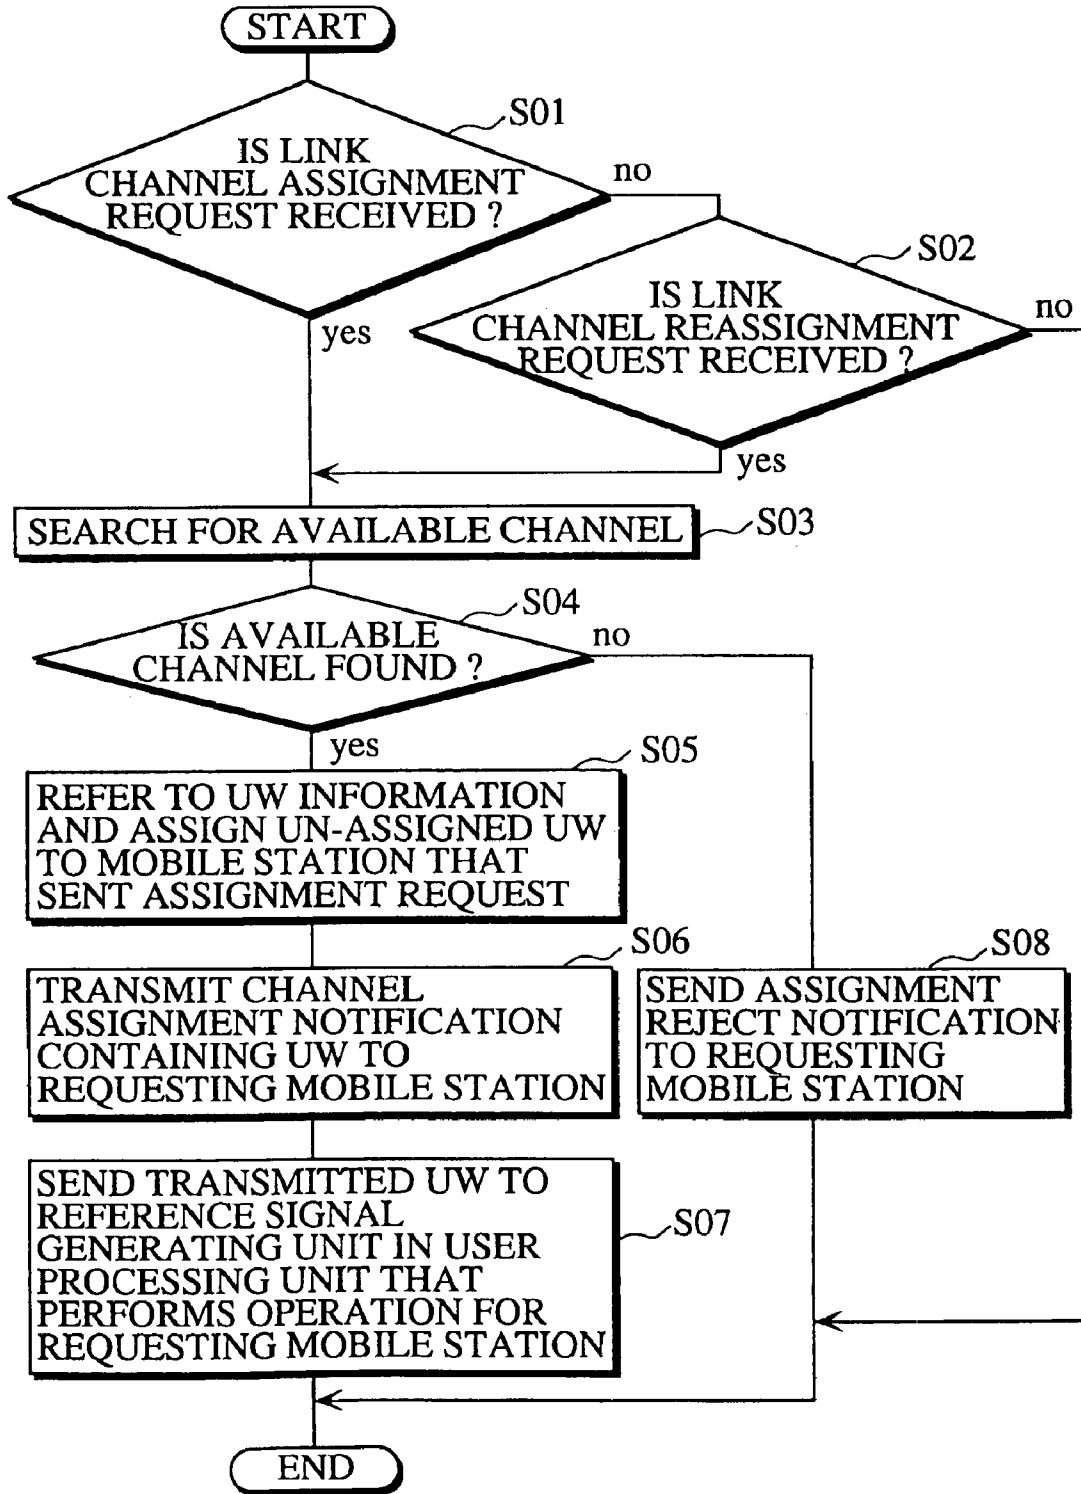 START
S01
IS LINK
CHANNEL ASSIGNMENT
REQUEST RECEIVED ?
no
yes
S02
IS LINK
CHANNEL REASSIGNMENT
REQUEST RECEIVED ?
no
yes
SEARCH FOR AVAILABLE CHANNEL
S03
S04
IS AVAILABLE
CHANNEL FOUND ?
no
yes
S05
REFER TO UW INFORMATION
AND ASSIGN UN-ASSIGNED UW
TO MOBILE STATION THAT
SENT ASSIGNMENT REQUEST
S06
TRANSMIT CHANNEL
ASSIGNMENT NOTIFICATION
CONTAINING UW TO
REQUESTING MOBILE STATION
S08
SEND ASSIGNMENT
REJECT NOTIFICATION
TO REQUESTING
MOBILE STATION
SEND TRANSMITTED UW TO
REFERENCE SIGNAL
GENERATING UNIT IN USER
PROCESSING UNIT THAT
PERFORMS OPERATION FOR
REQUESTING MOBILE STATION
S07
END